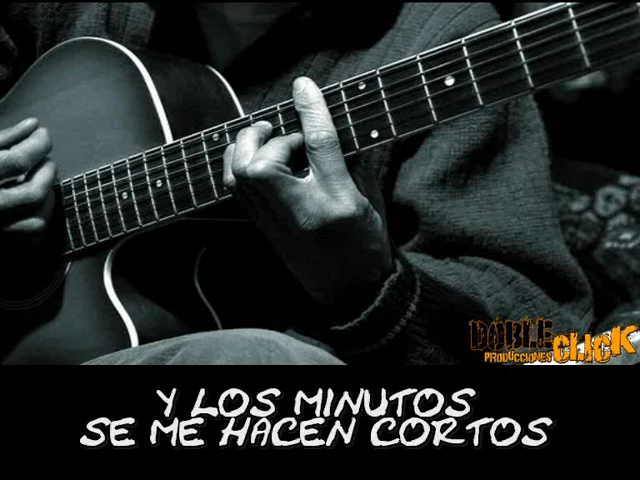 DOBLE CLICK
PRODUCCIONES
Y LOS MINUTOS
SE ME HACEN CORTOS